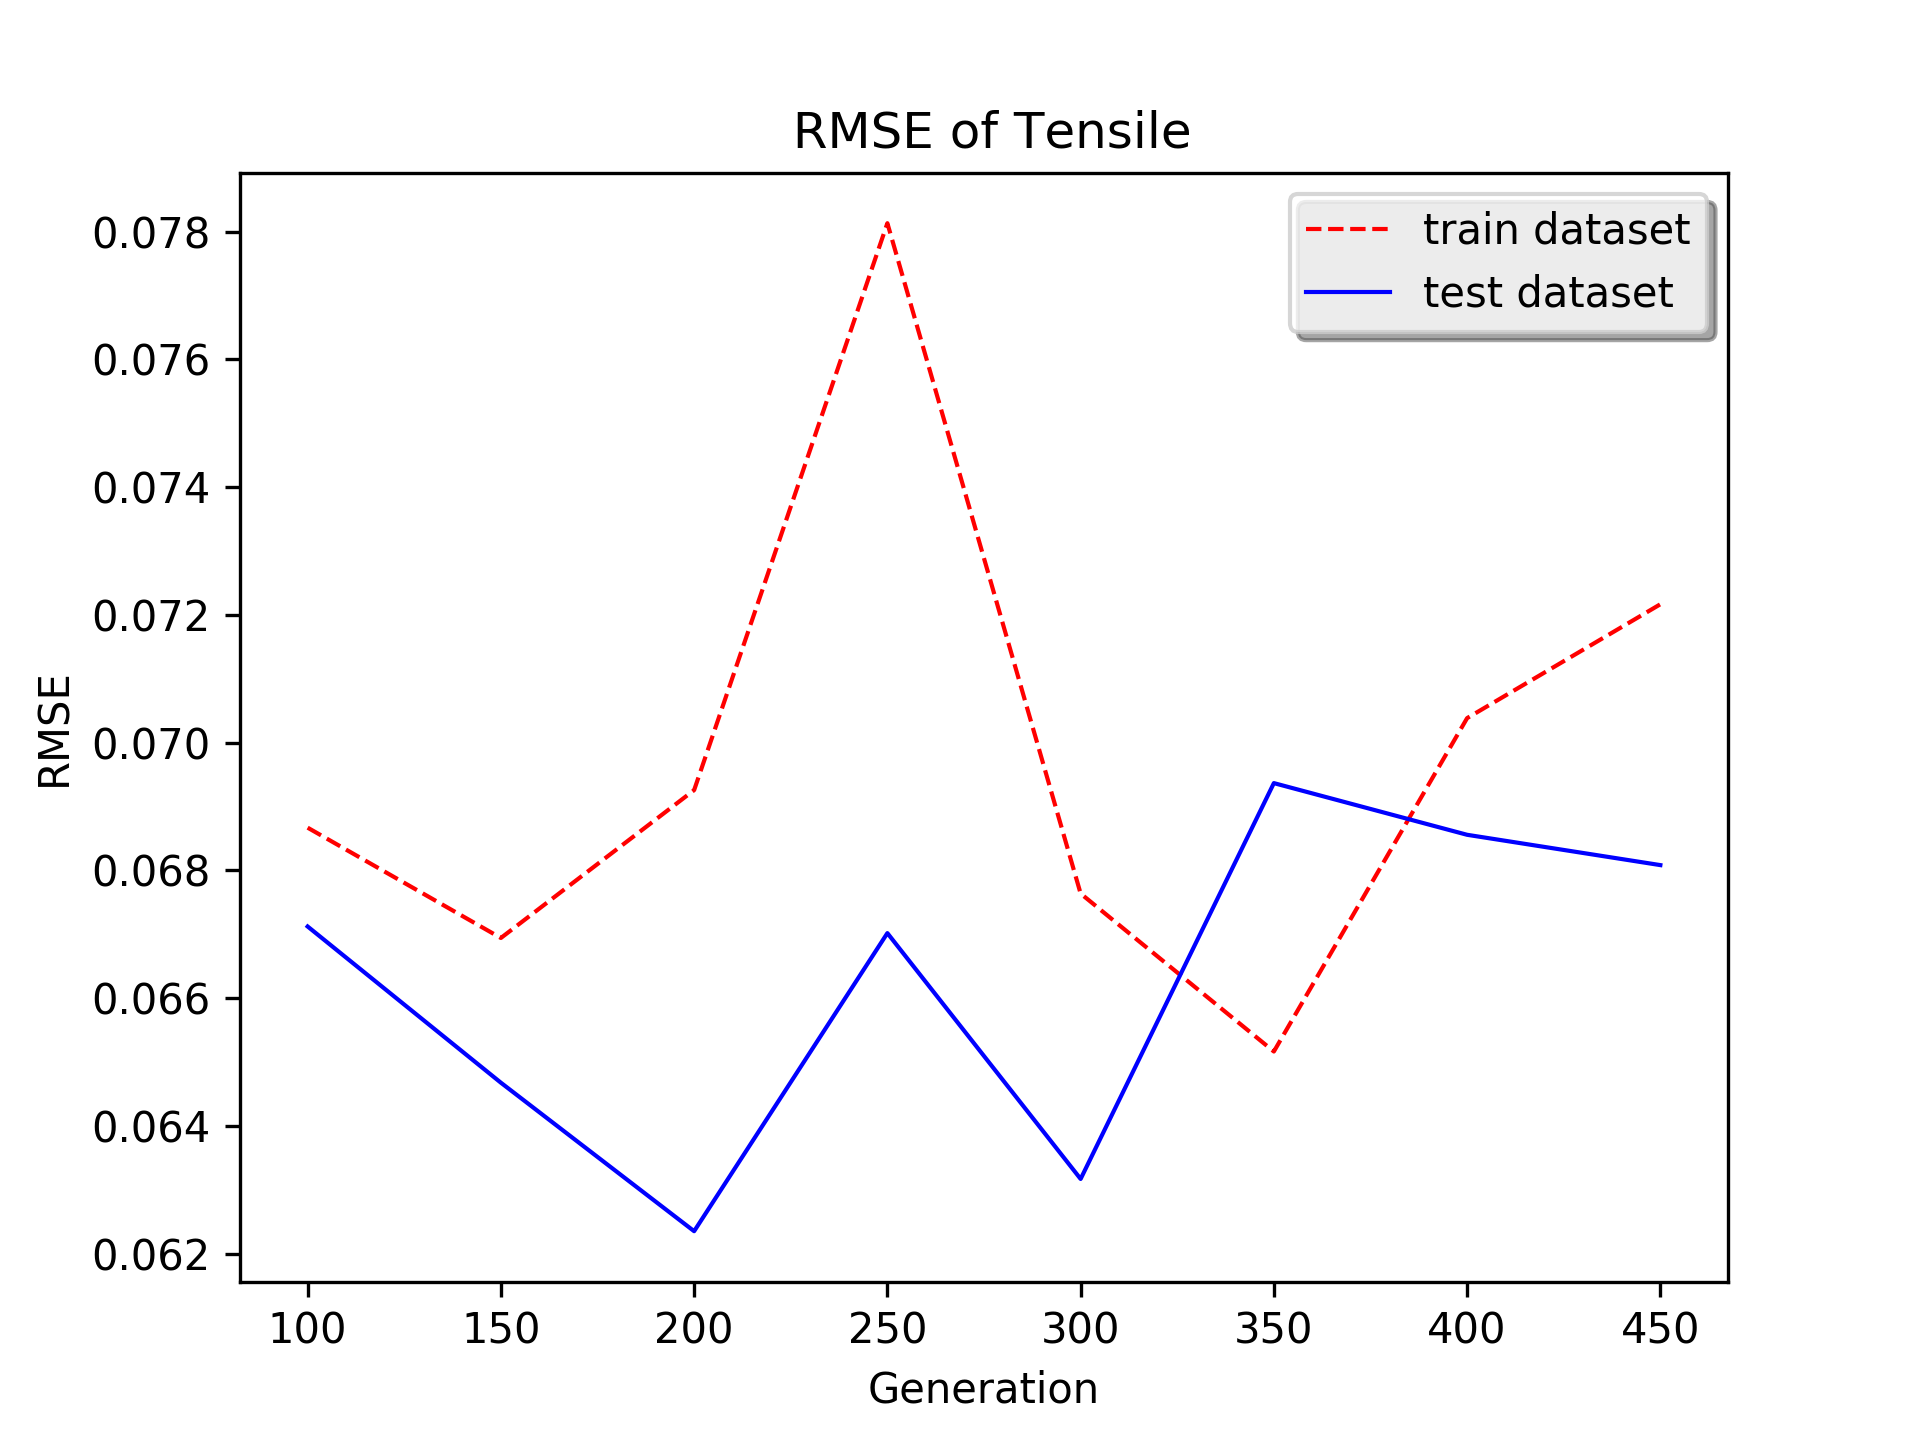 RMSE of Tensile
train dataset
test dataset
RMSE
0.078
0.076
0.074
0.072
0.070
0.068
0.066
0.064
0.062
100 150 200 250 300 350 400 450
Generation